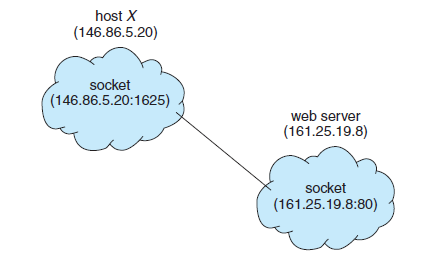 host X
(146.86.5.20)
socket
(146.86.5.20:1625)
web server
(161.25.19.8)
socket
(161.25.19.8:80)